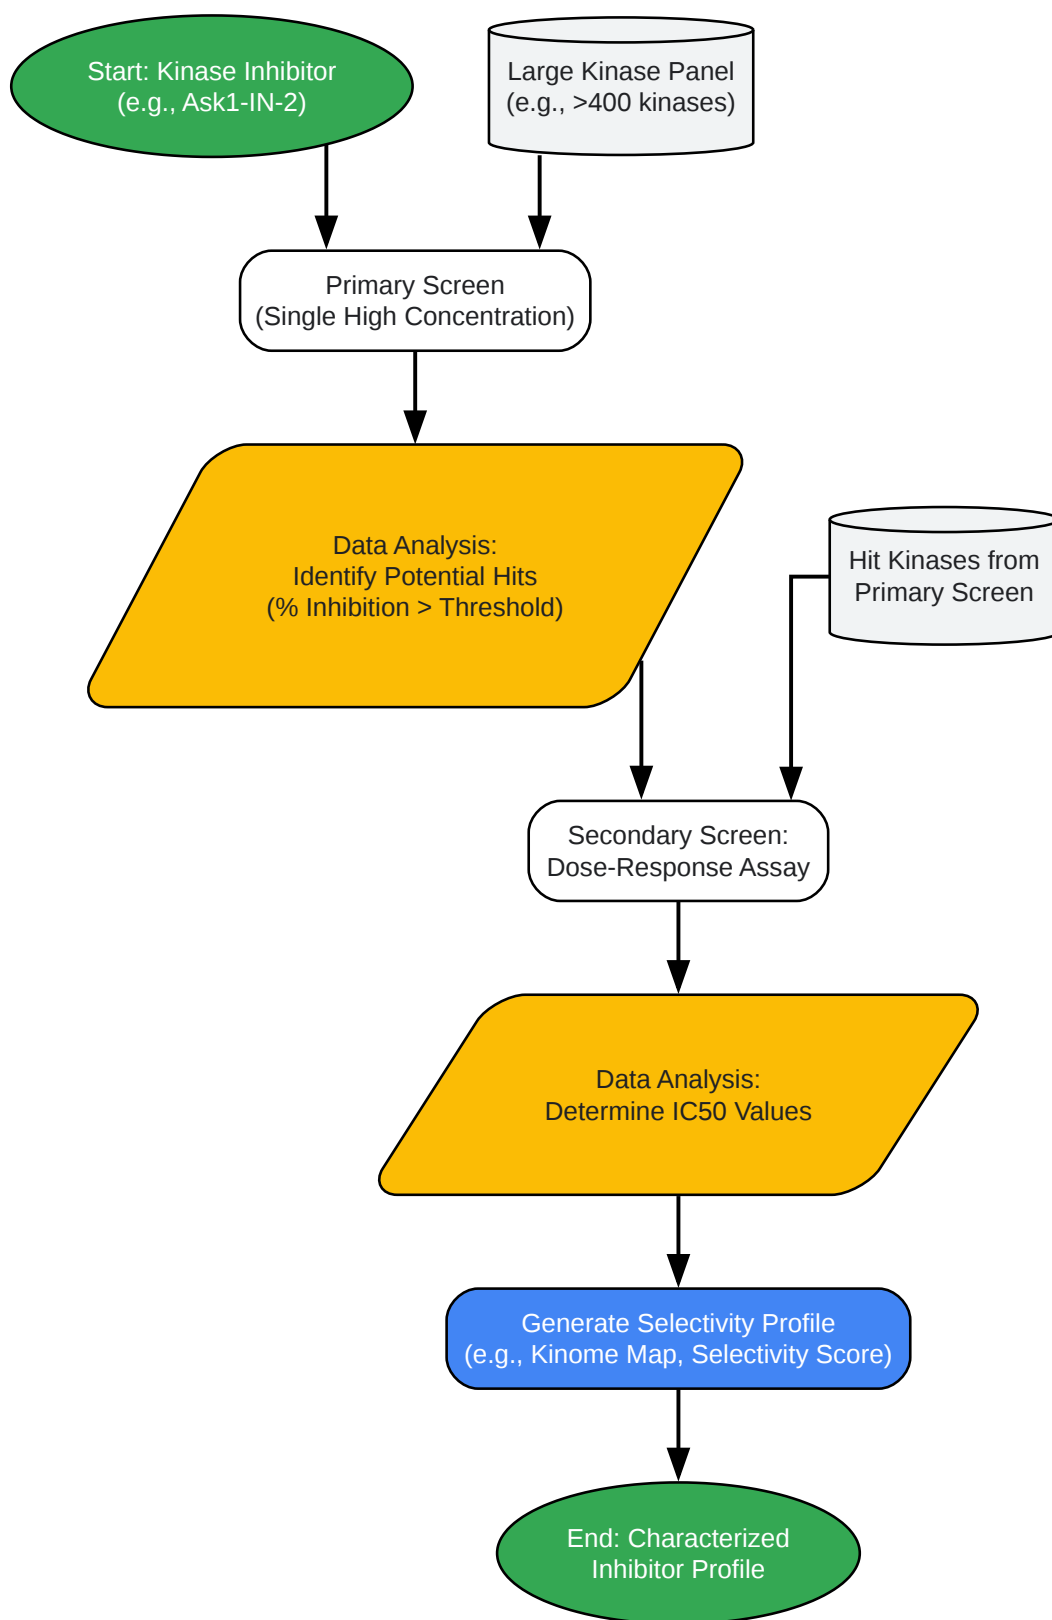 Start: Kinase Inhibitor
(e.g., Ask1-IN-2)
Large Kinase Panel
(e.g., >400 kinases)
Primary Screen
(Single High Concentration)
Data Analysis:
Identify Potential Hits
(% Inhibition > Threshold)
Hit Kinases from
Primary Screen
Secondary Screen:
Dose-Response Assay
Data Analysis:
Determine IC50 Values
Generate Selectivity Profile
(e.g., Kinome Map, Selectivity Score)
End: Characterized
Inhibitor Profile